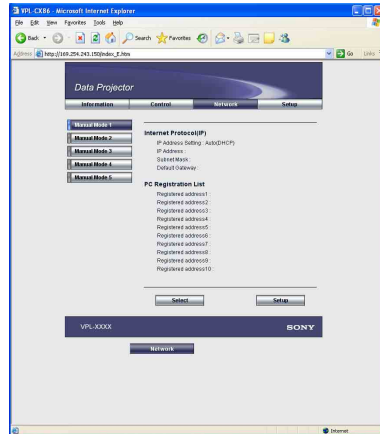 VPL-CX86 - Microsoft Internet Explorer
File Edit View Favorites Tools Help
Back Search Favorites
Address http://169.254.243.150/index_E.htm Go Links
Data Projector
Information Control Network Setup
Manual Mode 1
Manual Mode 2
Manual Mode 3
Manual Mode 4
Manual Mode 5
Internet Protocol(IP)
IP Address Setting : Auto(DHCP)
IP Address :
Subnet Mask :
Default Gateway :
PC Registration List
Registered address1 :
Registered address2 :
Registered address3 :
Registered address4 :
Registered address5 :
Registered address6 :
Registered address7 :
Registered address8 :
Registered address9 :
Registered address10 :
Select Setup
VPL-XXXX SONY
Network
Internet